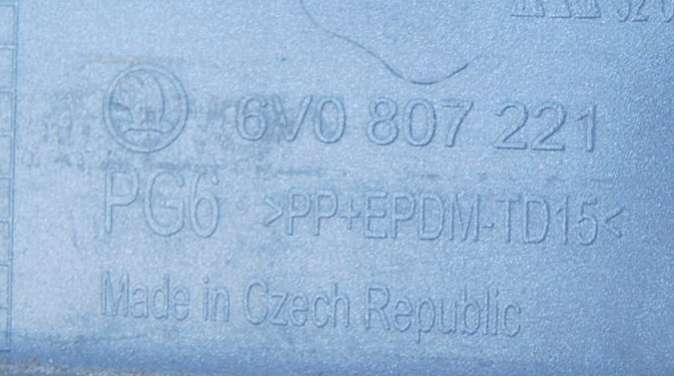 6V0 807 221
PG6 >PP+EPDM-TD15<
Made in Czech Republic